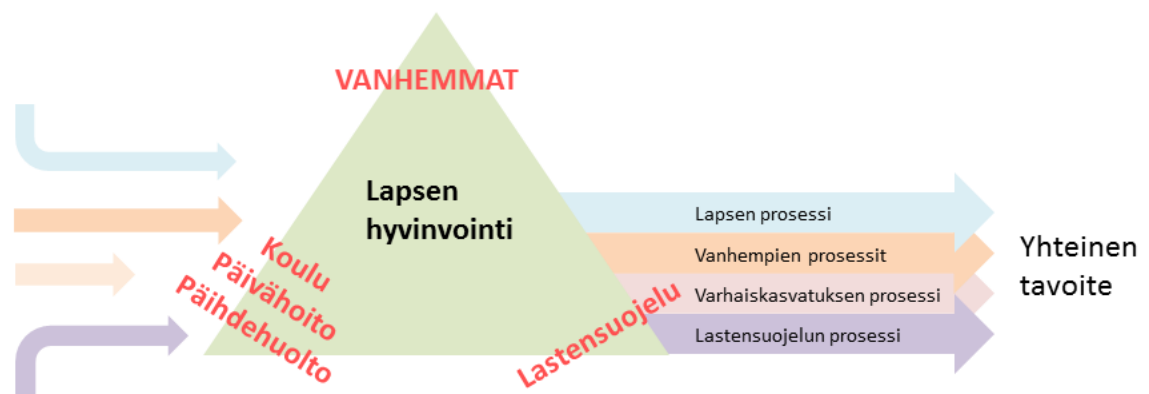 VANHEMMAT
Lapsen
hyvinvointi
Koulu
Päivähoito
Päihdehuolto
Lastensuojelu
Lapsen prosessi
Vanhempien prosessit
Varhaiskasvatuksen prosessi
Lastensuojelun prosessi
Yhteinen
tavoite